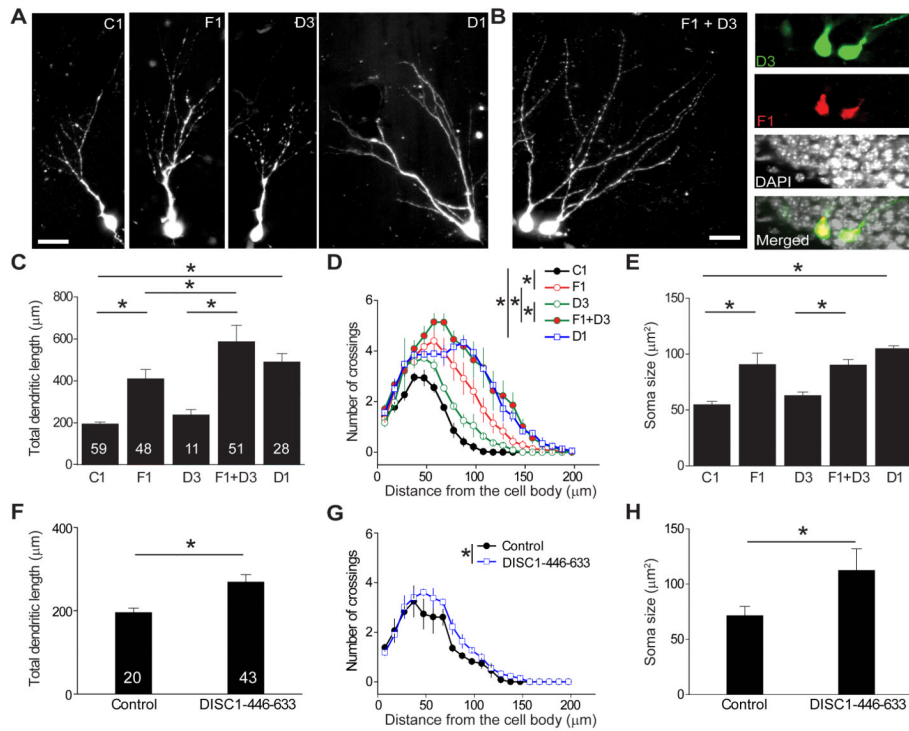 A
C1
F1
D3
D1
B
F1 + D3
D3
F1
DAPI
Merged
C
*
*
*
*
Total dendritic length (μm)
800
600
400
200
0
59
48
11
51
28
C1
F1
D3
F1+D3
D1
D
Number of crossings
6
4
2
0
0
50
100
150
200
Distance from the cell body (μm)
*
*
*
*
C1
F1
D3
F1+D3
D1
E
*
*
*
Soma size (μm²)
150
100
50
0
C1
F1
D3
F1+D3
D1
F
*
Total dendritic length (μm)
400
200
0
20
43
Control
DISC1-446-633
G
*
Control
DISC1-446-633
Number of crossings
6
4
2
0
0
50
100
150
200
Distance from the cell body (μm)
H
*
Soma size (μm²)
150
100
50
0
Control
DISC1-446-633